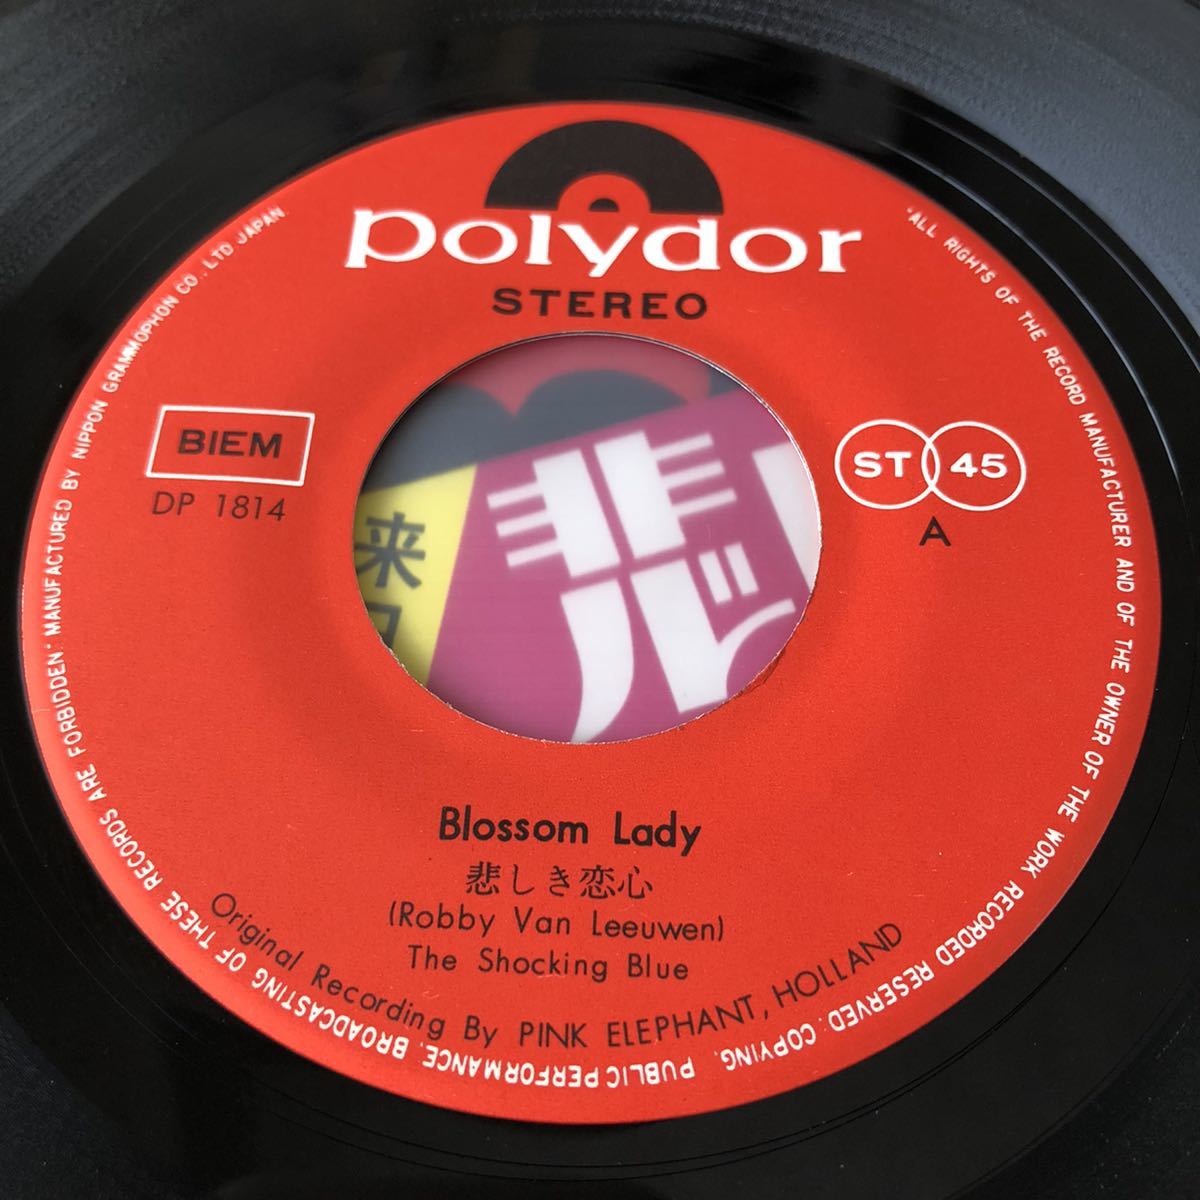 polydor
STEREO
BIEM
DP 1814
ST 45
A
来
悲
Blossom Lady
悲しき恋心
(Robby Van Leeuwen)
The Shocking Blue
Original Recording By PINK ELEPHANT, HOLLAND
"ALL RIGHTS OF THE RECORD MANUFACTURER AND OF THE OWNER OF THE WORK RECORDED RESERVED. COPYING, PUBLIC PERFORMANCE, BROADCASTING OF THESE RECORDS ARE FORBIDDEN" MANUFACTURED BY NIPPON GRAMMOPHON CO., LTD. JAPAN.